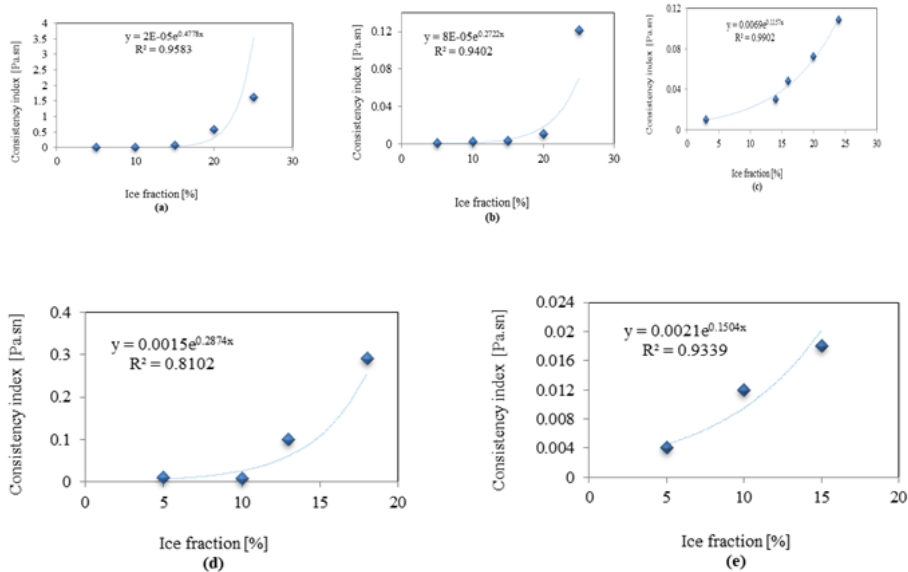 Consistency index [Pa.sn]
4
3.5
3
2.5
2
1.5
1
0.5
0
y = 2E-05e^0.4778x
R² = 0.9583
0 10 20 30
Ice fraction [%]
(a)
Consistency index [Pa.sn]
0.12
0.08
0.04
0
y = 8E-05e^0.2722x
R² = 0.9402
0 10 20 30
Ice fraction [%]
(b)
Consistency index [Pa.sn]
0.12
0.08
0.04
0
y = 0.0069e^0.1157x
R² = 0.9902
0 5 10 15 20 25 30
Ice fraction [%]
(c)
Consistency index [Pa.sn]
0.4
0.3
0.2
0.1
0
y = 0.0015e^0.2874x
R² = 0.8102
0 5 10 15 20
Ice fraction [%]
(d)
Consistency index [Pa.sn]
0.024
0.02
0.016
0.012
0.008
0.004
0
y = 0.0021e^0.1504x
R² = 0.9339
0 5 10 15 20
Ice fraction [%]
(e)